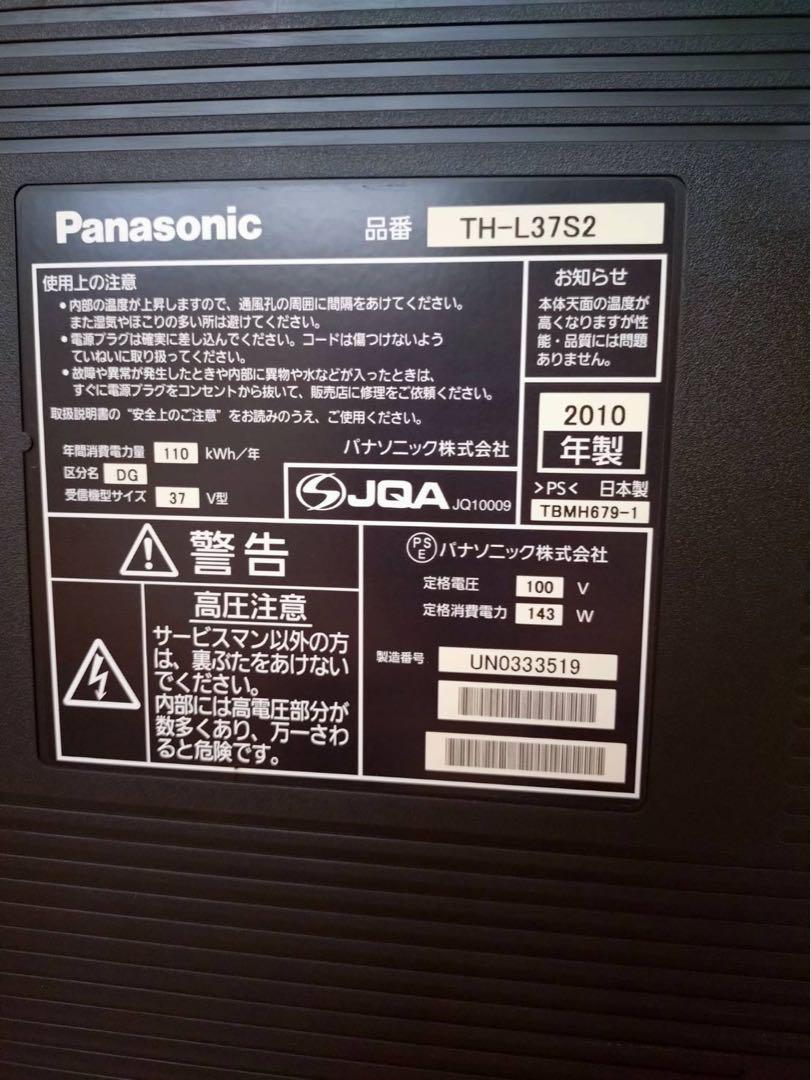 Panasonic 品番 TH-L37S2
使用上の注意
●内部の温度が上昇しますので、通風孔の周囲に間隔をあけてください。
また湿気やほこりの多い所は避けてください。
●電源プラグは確実に差し込んでください。コードは傷つけないよう
ていねいに取り扱ってください。
●故障や異常が発生したときや内部に異物や水などが入ったときは、
すぐに電源プラグをコンセントから抜いて、販売店に修理をご依頼ください。
取扱説明書の“安全上のご注意”をお読みのうえ、ご使用ください。
お知らせ
本体天面の温度が
高くなりますが性
能・品質には問題
ありません。
年間消費電力量 110 kWh/年
区分名 DG
受信機型サイズ 37 V型
パナソニック株式会社
JQA JQ10009
2010
年製
>PS< 日本製
TBMH679-1
警告
高圧注意
サービスマン以外の方
は、裏ぶたをあけない
でください。
内部には高電圧部分が
数多くあり、万一さわ
ると危険です。
PSE パナソニック株式会社
定格電圧 100 V
定格消費電力 143 W
製造番号 UN0333519